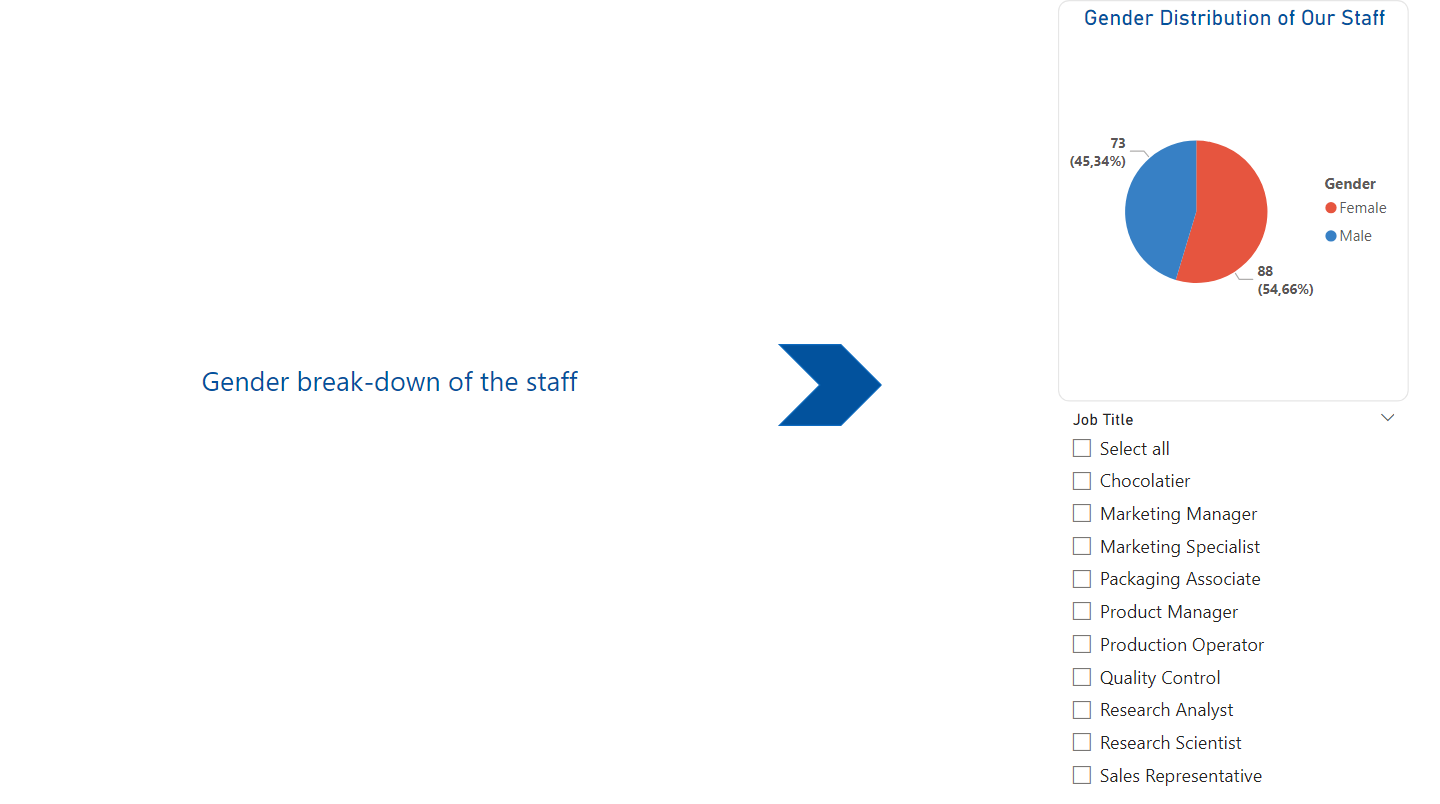 Gender Distribution of Our Staff
73
(45,34%)
Gender
Female
Male
88
(54,66%)
Gender break-down of the staff
Job Title
Select all
Chocolatier
Marketing Manager
Marketing Specialist
Packaging Associate
Product Manager
Production Operator
Quality Control
Research Analyst
Research Scientist
Sales Representative